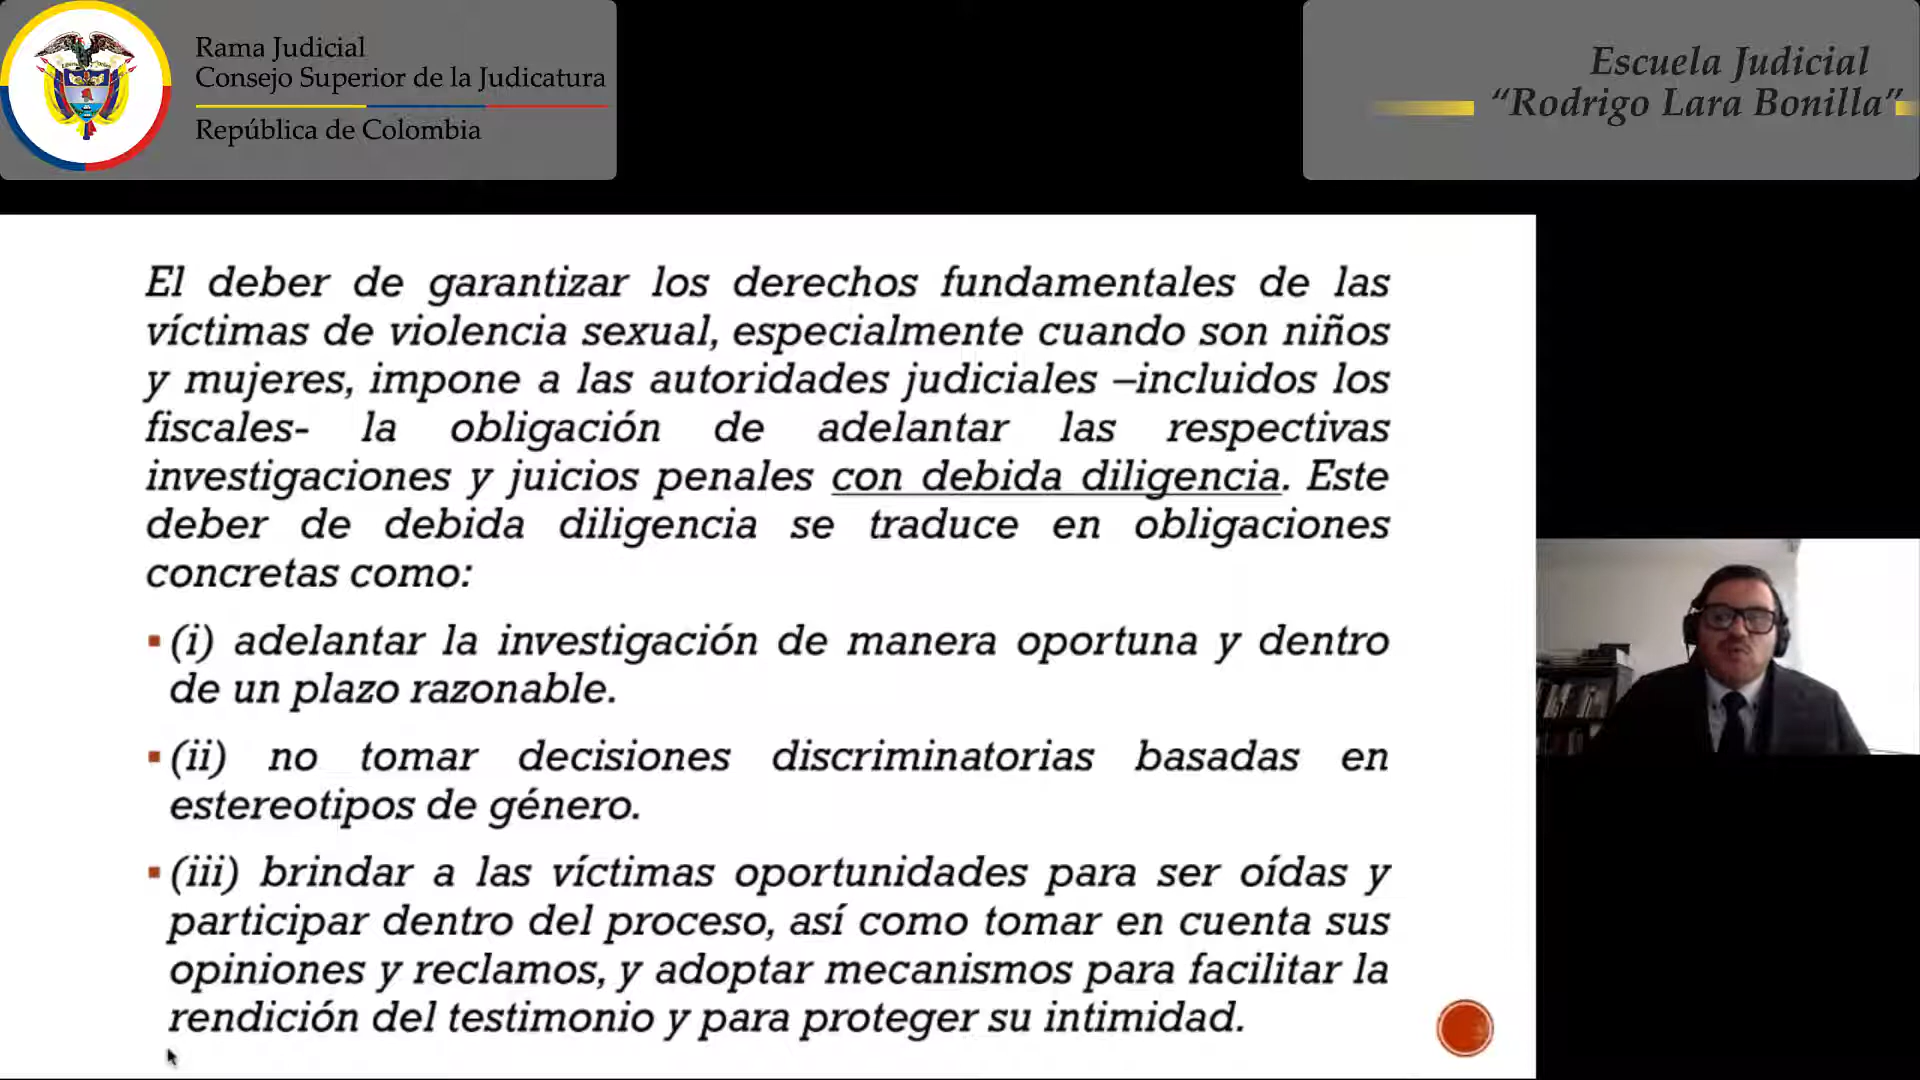 Rama Judicial
Consejo Superior de la Judicatura
República de Colombia
Escuela Judicial
“Rodrigo Lara Bonilla”
El deber de garantizar los derechos fundamentales de las
víctimas de violencia sexual, especialmente cuando son niños
y mujeres, impone a las autoridades judiciales –incluidos los
fiscales- la obligación de adelantar las respectivas
investigaciones y juicios penales con debida diligencia. Este
deber de debida diligencia se traduce en obligaciones
concretas como:
▪ (i) adelantar la investigación de manera oportuna y dentro
de un plazo razonable.
▪ (ii) no tomar decisiones discriminatorias basadas en
estereotipos de género.
▪ (iii) brindar a las víctimas oportunidades para ser oídas y
participar dentro del proceso, así como tomar en cuenta sus
opiniones y reclamos, y adoptar mecanismos para facilitar la
rendición del testimonio y para proteger su intimidad.